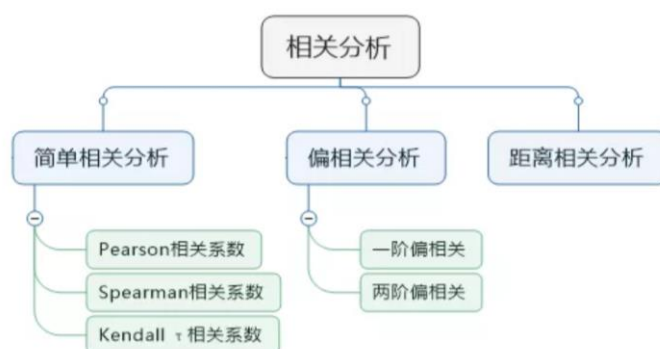 相关分析
简单相关分析
偏相关分析
距离相关分析
Pearson相关系数
Spearman相关系数
Kendall τ相关系数
一阶偏相关
两阶偏相关